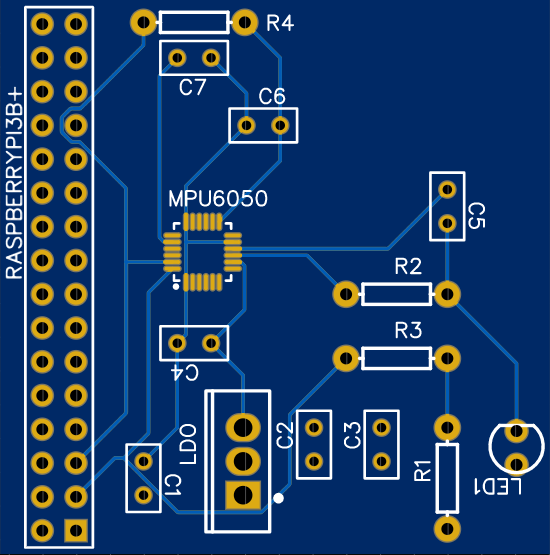 R4
C7
C6
RASPBERRYPI3B+
MPU6050
C5
R2
R3
C4
LDO
C2
C3
R1
LED1
C1